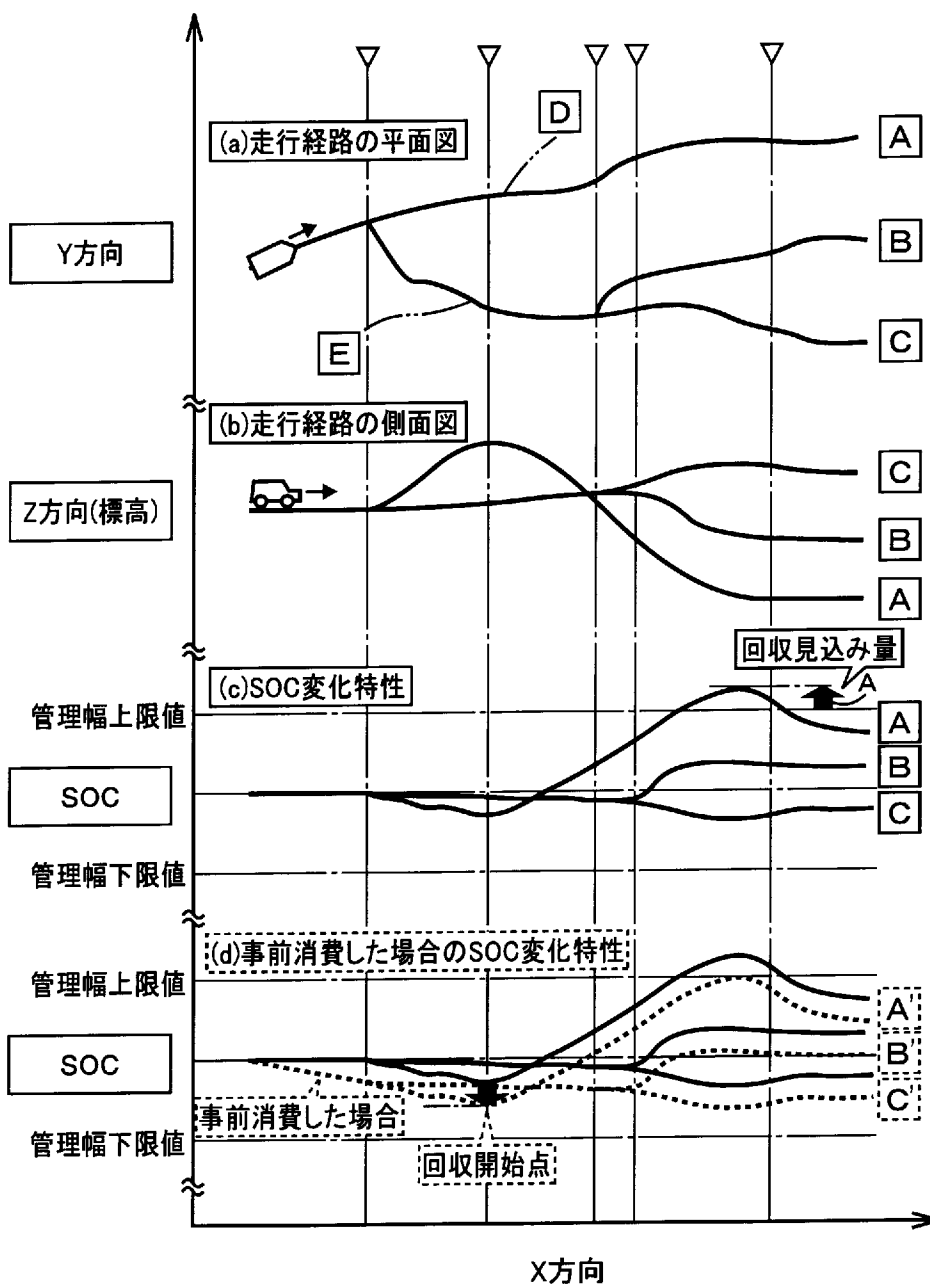 (a)走行経路の平面図
D
A
Y方向
B
E
C
(b)走行経路の側面図
Z方向(標高)
C
B
A
回収見込み量
(c)SOC変化特性
A
管理幅上限値
A
B
SOC
C
管理幅下限値
(d)事前消費した場合のSOC変化特性
管理幅上限値
A'
B'
SOC
C'
事前消費した場合
管理幅下限値
回収開始点
X方向